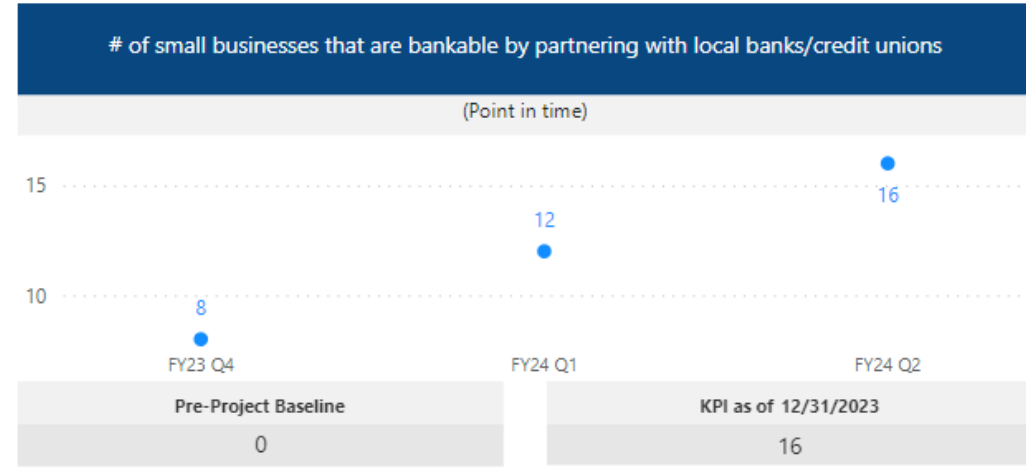 # of small businesses that are bankable by partnering with local banks/credit unions
(Point in time)
15
16
12
10
8
FY23 Q4
FY24 Q1
FY24 Q2
Pre-Project Baseline
KPI as of 12/31/2023
0
16